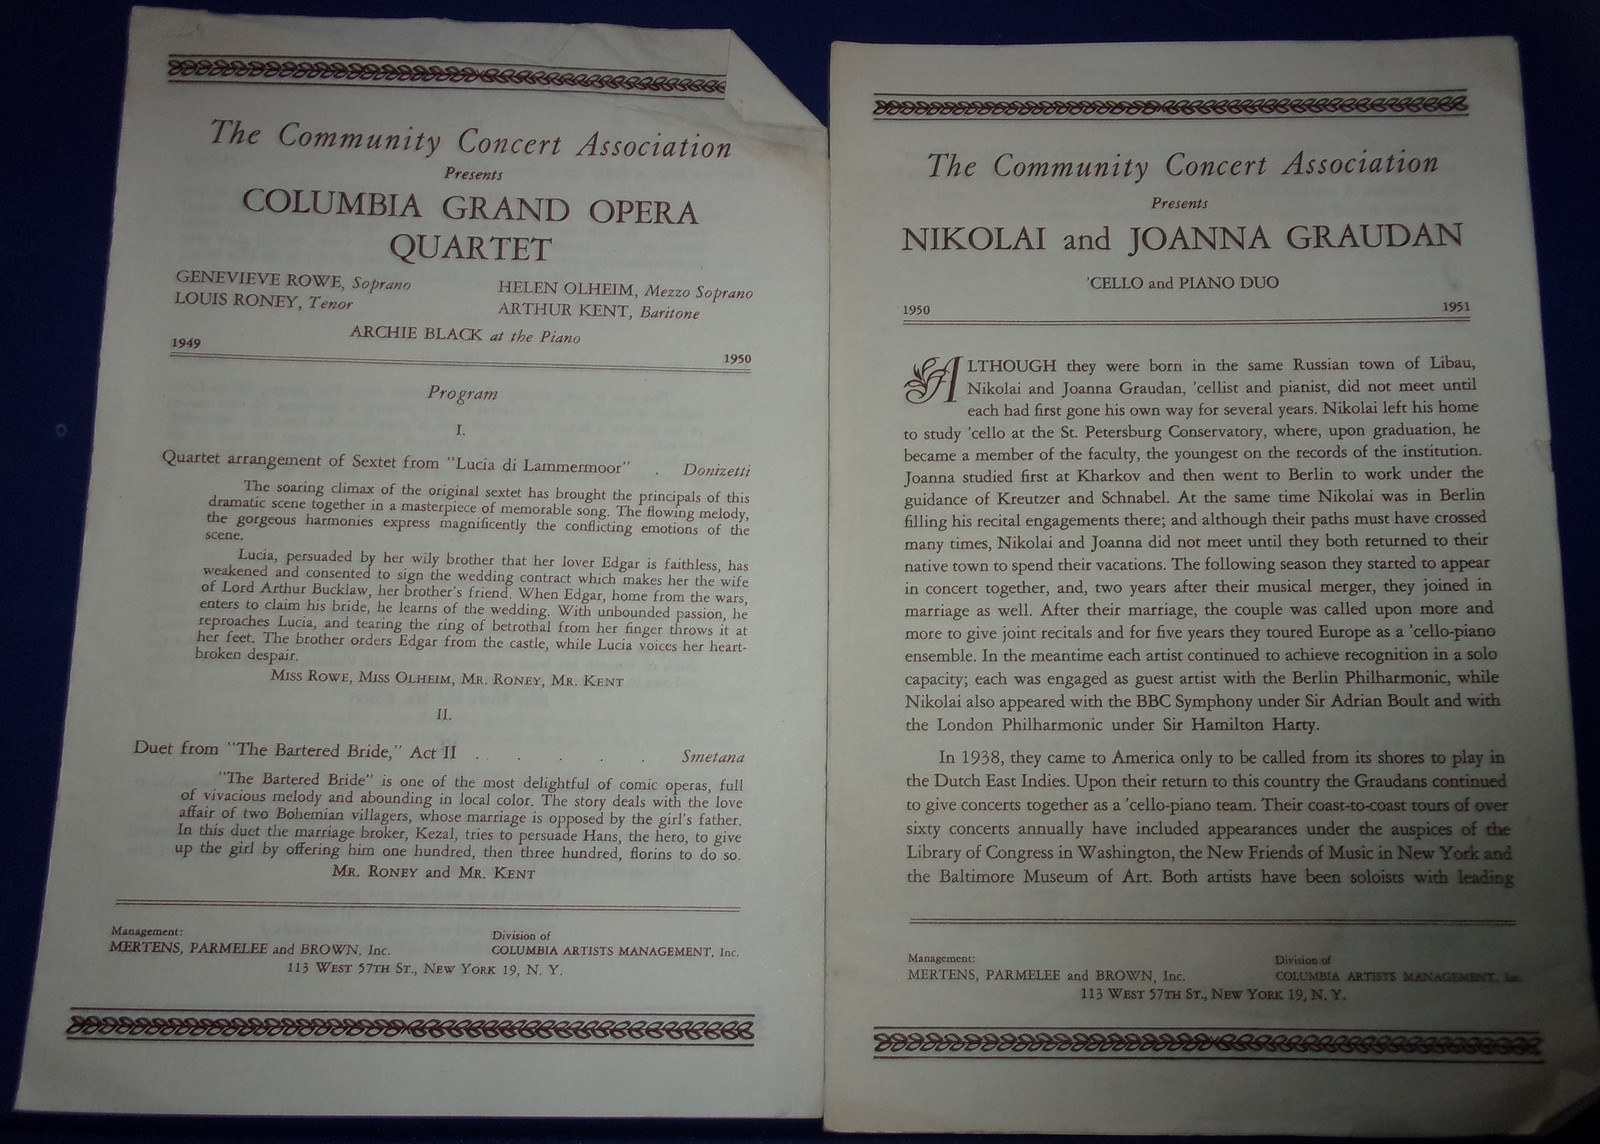 The Community Concert Association
Presents
COLUMBIA GRAND OPERA
QUARTET
GENEVIEVE ROWE, Soprano
HELEN OLHEIM, Mezzo Soprano
LOUIS RONEY, Tenor
ARTHUR KENT, Baritone
ARCHIE BLACK at the Piano
1949
1950
Program
I.
Quartet arrangement of Sextet from "Lucia di Lammermoor" . Donizetti
The soaring climax of the original sextet has brought the principals of this
dramatic scene together in a masterpiece of memorable song. The flowing melody,
the gorgeous harmonies express magnificently the conflicting emotions of the
scene.
Lucia, persuaded by her wily brother that her lover Edgar is faithless, has
weakened and consented to sign the wedding contract which makes her the wife
of Lord Arthur Bucklaw, her brother's friend. When Edgar, home from the wars,
enters to claim his bride, he learns of the wedding. With unbounded passion, he
reproaches Lucia, and tearing the ring of betrothal from her finger throws it at
her feet. The brother orders Edgar from the castle, while Lucia voices her heart-
broken despair.
MISS ROWE, MISS OLHEIM, MR. RONEY, MR. KENT
II.
Duet from "The Bartered Bride," Act II . . . . . Smetana
"The Bartered Bride" is one of the most delightful of comic operas, full
of vivacious melody and abounding in local color. The story deals with the love
affair of two Bohemian villagers, whose marriage is opposed by the girl's father.
In this duet the marriage broker, Kezal, tries to persuade Hans, the hero, to give
up the girl by offering him one hundred, then three hundred, florins to do so.
MR. RONEY and MR. KENT
Management:
Division of
MERTENS, PARMELEE and BROWN, Inc.
COLUMBIA ARTISTS MANAGEMENT, Inc.
113 WEST 57TH ST., NEW YORK 19, N. Y.
The Community Concert Association
Presents
NIKOLAI and JOANNA GRAUDAN
'CELLO and PIANO DUO
1950
1951
ALTHOUGH they were born in the same Russian town of Libau,
Nikolai and Joanna Graudan, 'cellist and pianist, did not meet until
each had first gone his own way for several years. Nikolai left his home
to study 'cello at the St. Petersburg Conservatory, where, upon graduation, he
became a member of the faculty, the youngest on the records of the institution.
Joanna studied first at Kharkov and then went to Berlin to work under the
guidance of Kreutzer and Schnabel. At the same time Nikolai was in Berlin
filling his recital engagements there; and although their paths must have crossed
many times, Nikolai and Joanna did not meet until they both returned to their
native town to spend their vacations. The following season they started to appear
in concert together, and, two years after their musical merger, they joined in
marriage as well. After their marriage, the couple was called upon more and
more to give joint recitals and for five years they toured Europe as a 'cello-piano
ensemble. In the meantime each artist continued to achieve recognition in a solo
capacity; each was engaged as guest artist with the Berlin Philharmonic, while
Nikolai also appeared with the BBC Symphony under Sir Adrian Boult and with
the London Philharmonic under Sir Hamilton Harty.
In 1938, they came to America only to be called from its shores to play in
the Dutch East Indies. Upon their return to this country the Graudans continued
to give concerts together as a 'cello-piano team. Their coast-to-coast tours of over
sixty concerts annually have included appearances under the auspices of the
Library of Congress in Washington, the New Friends of Music in New York and
the Baltimore Museum of Art. Both artists have been soloists with leading
Management:
Division of
MERTENS, PARMELEE and BROWN, Inc.
COLUMBIA ARTISTS MANAGEMENT, Inc.
113 WEST 57TH ST., NEW YORK 19, N. Y.